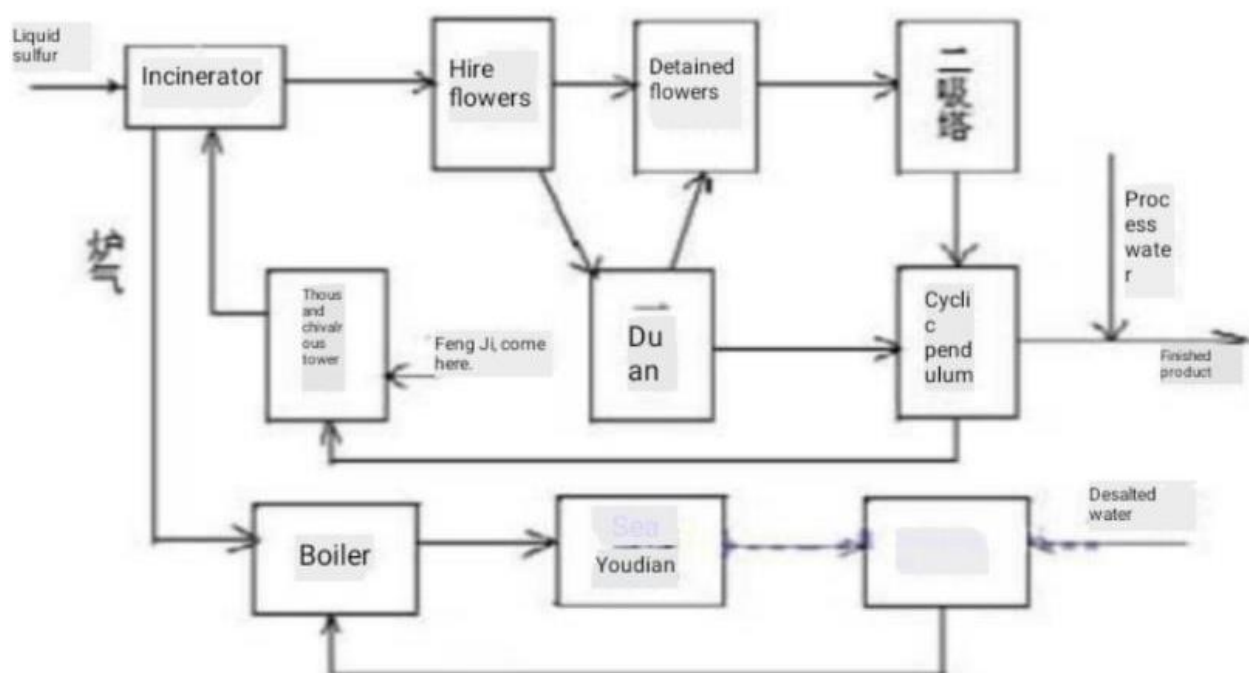 Liquid
sulfur
Incinerator
Hire
flowers
Detained
flowers
二
吸
塔
Proc
ess
wate
r
炉
气
Thous
and
chivalr
ous
tower
Feng Ji, come
here.
Du
an
Cycli
c
pend
ulum
Finished
product
Desalted
water
Boiler
Sea
Youdian